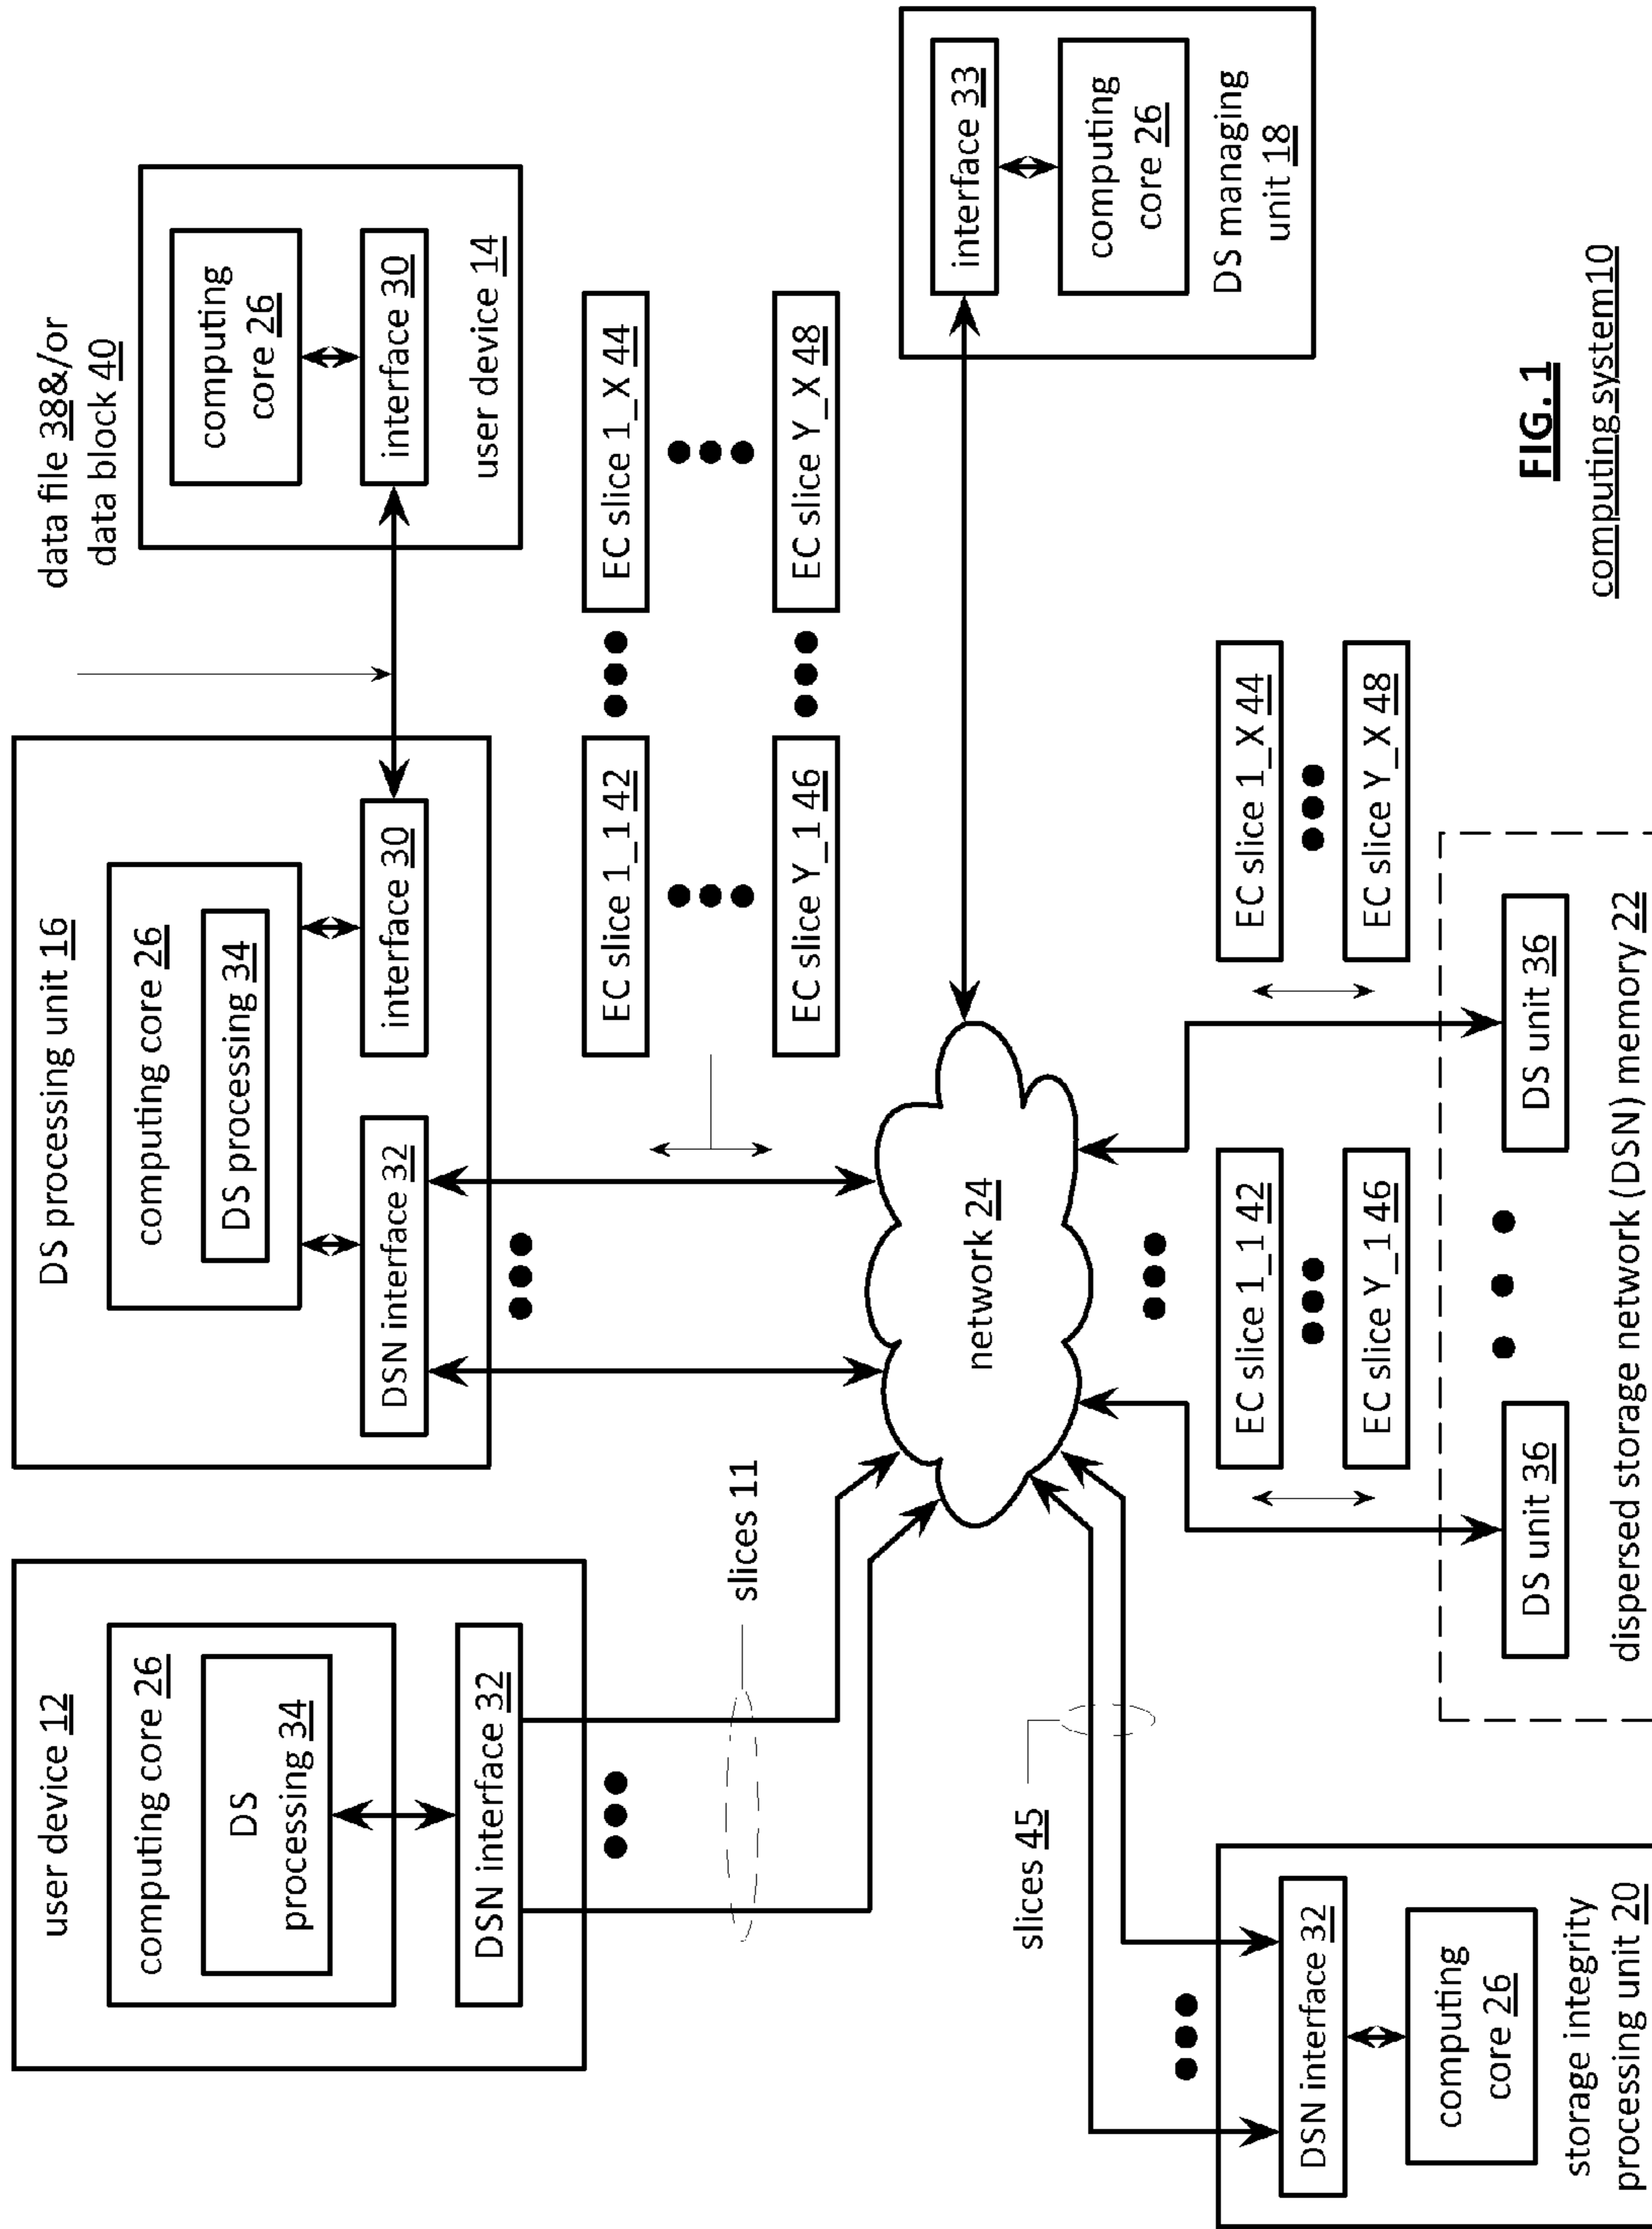 user device 12
computing core 26
DS
processing 34
DSN interface 32
slices 11
DS processing unit 16
computing core 26
DS processing 34
DSN interface 32
interface 30
data file 38&/or
data block 40
computing
core 26
interface 30
user device 14
EC slice 1_1 42
EC slice 1_X 44
EC slice Y_1 46
EC slice Y_X 48
network 24
interface 33
computing
core 26
DS managing
unit 18
slices 45
DSN interface 32
computing
core 26
storage integrity
processing unit 20
EC slice 1_1 42
EC slice Y_1 46
EC slice 1_X 44
EC slice Y_X 48
DS unit 36
DS unit 36
dispersed storage network (DSN) memory 22
FIG. 1
computing system10